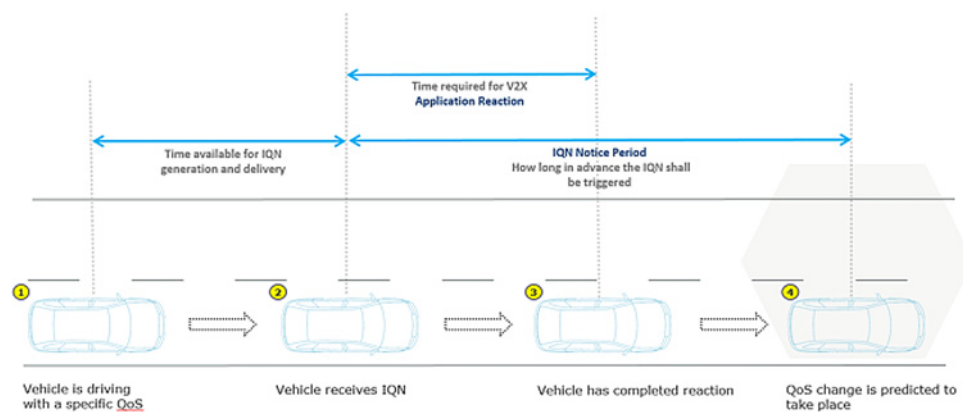 Time required for V2X
Application Reaction
Time available for IQN
generation and delivery
IQN Notice Period
How long in advance the IQN shall
be triggered
1
2
3
4
Vehicle is driving
with a specific QoS
Vehicle receives IQN
Vehicle has completed reaction
QoS change is predicted to
take place